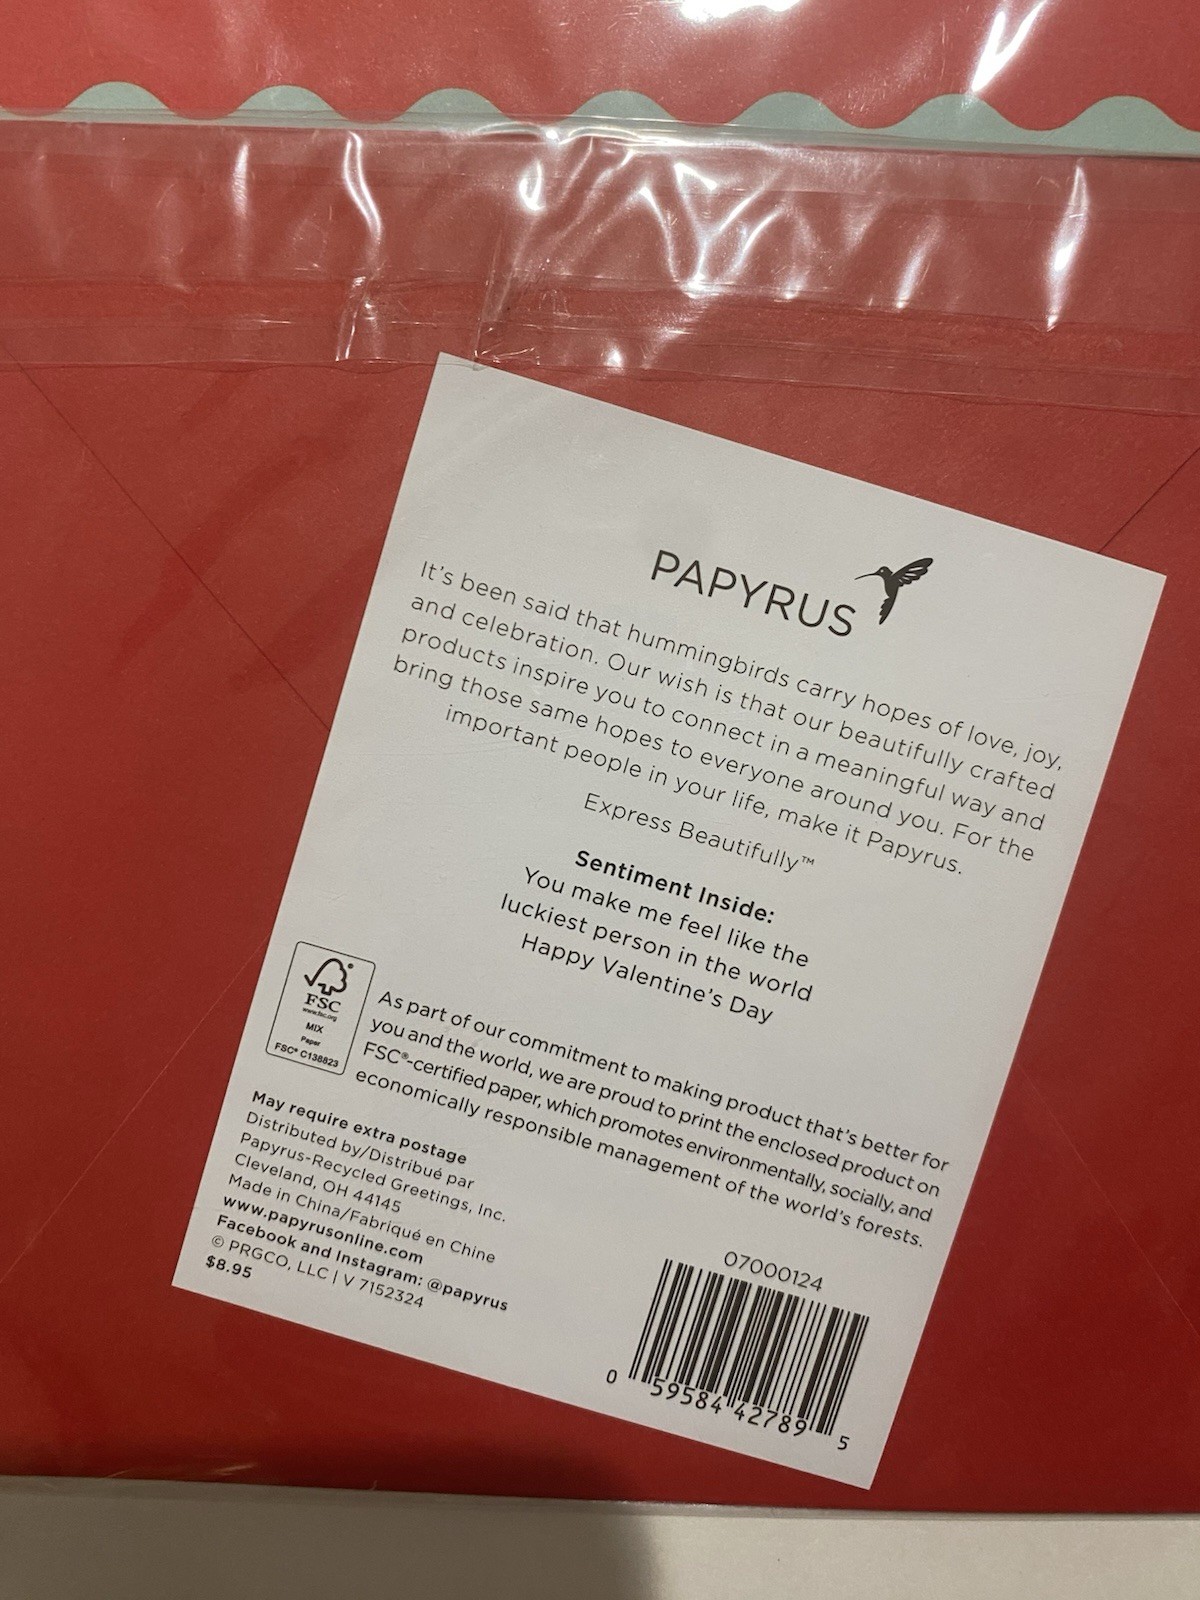 PAPYRUS
It's been said that hummingbirds carry hopes of love, joy,
and celebration. Our wish is that our beautifully crafted
products inspire you to connect in a meaningful way and
bring those same hopes to everyone around you. For the
important people in your life, make it Papyrus.
Express Beautifully™
Sentiment Inside:
You make me feel like the
luckiest person in the world
Happy Valentine's Day
FSC
www.fsc.org
MIX
Paper
FSC® C138823
As part of our commitment to making product that's better for
you and the world, we are proud to print the enclosed product on
FSC®-certified paper, which promotes environmentally, socially, and
economically responsible management of the world's forests.
May require extra postage
Distributed by/Distribué par
Papyrus-Recycled Greetings, Inc.
Cleveland, OH 44145
Made in China/Fabriqué en Chine
www.papyrusonline.com
Facebook and Instagram: @papyrus
© PRGCO, LLC | V 7152324
$8.95
07000124
0 59584 42789 5